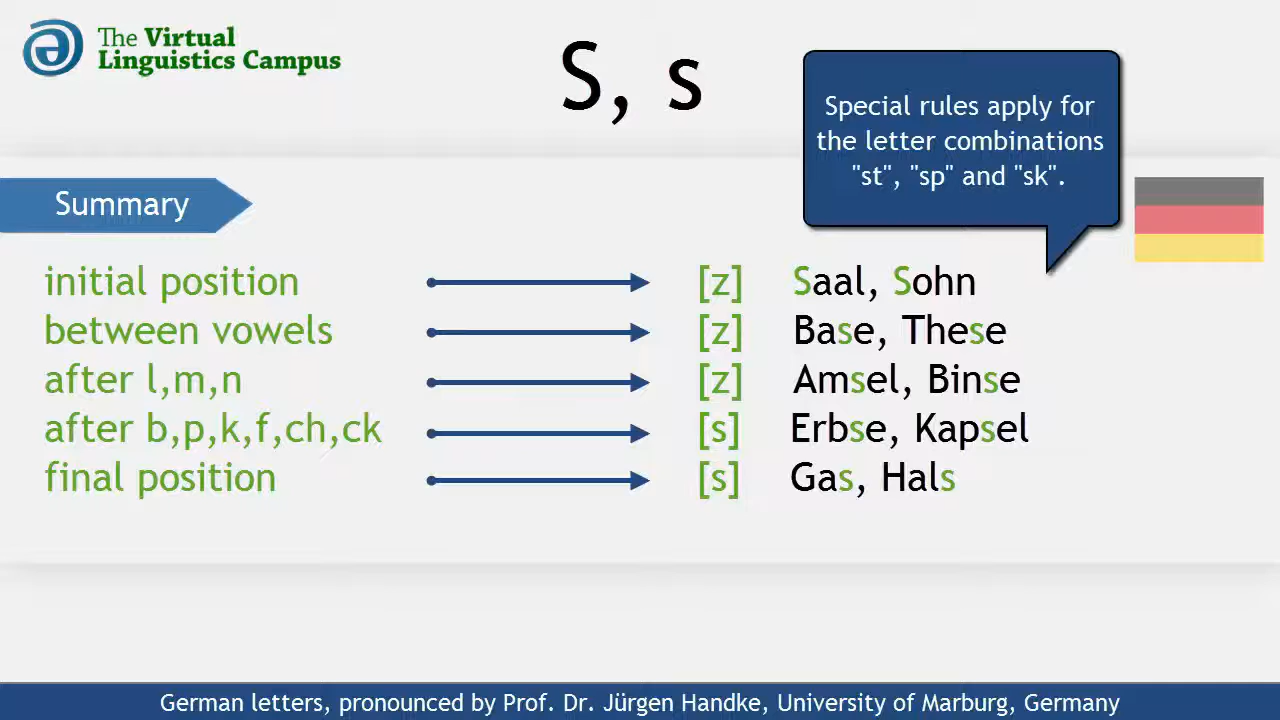 The Virtual
Linguistics Campus
S, s
Special rules apply for
the letter combinations
"st", "sp" and "sk".
Summary
initial position [z] Saal, Sohn
between vowels [z] Base, These
after l,m,n [z] Amsel, Binse
after b,p,k,f,ch,ck [s] Erbse, Kapsel
final position [s] Gas, Hals
German letters, pronounced by Prof. Dr. Jürgen Handke, University of Marburg, Germany